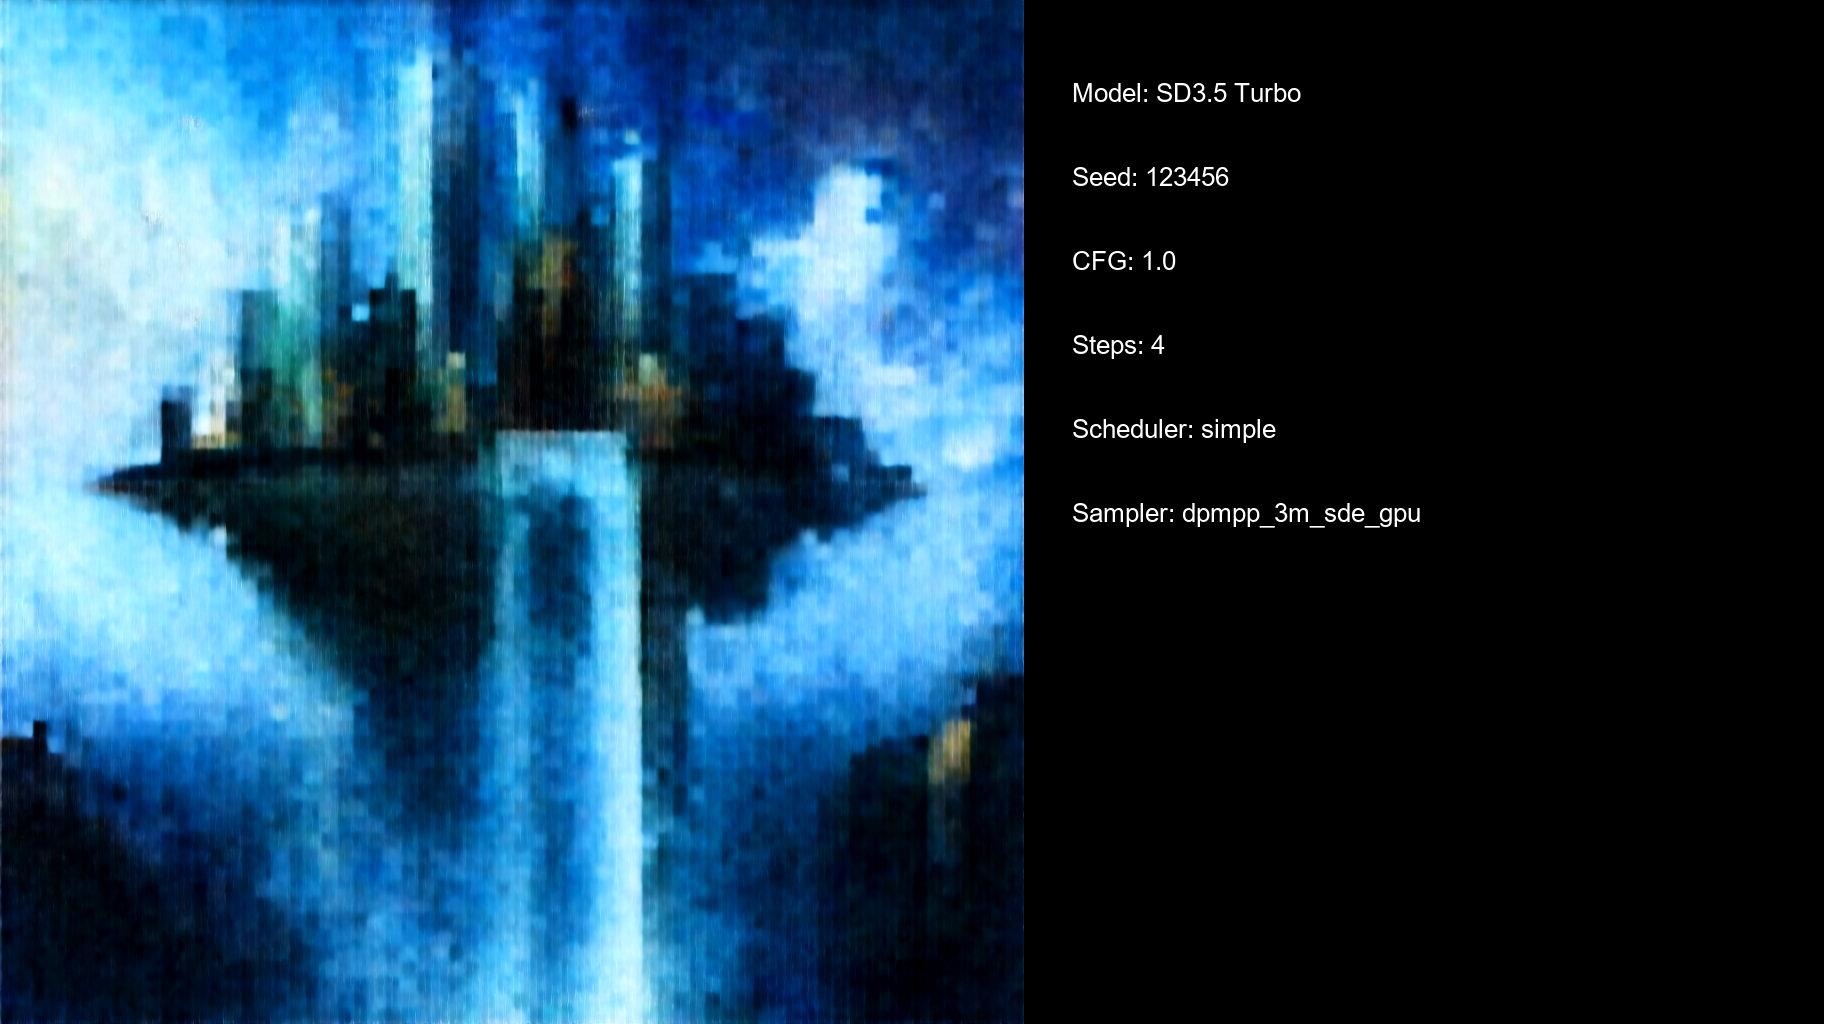 Model: SD3.5 Turbo
Seed: 123456
CFG: 1.0
Steps: 4
Scheduler: simple
Sampler: dpmpp_3m_sde_gpu